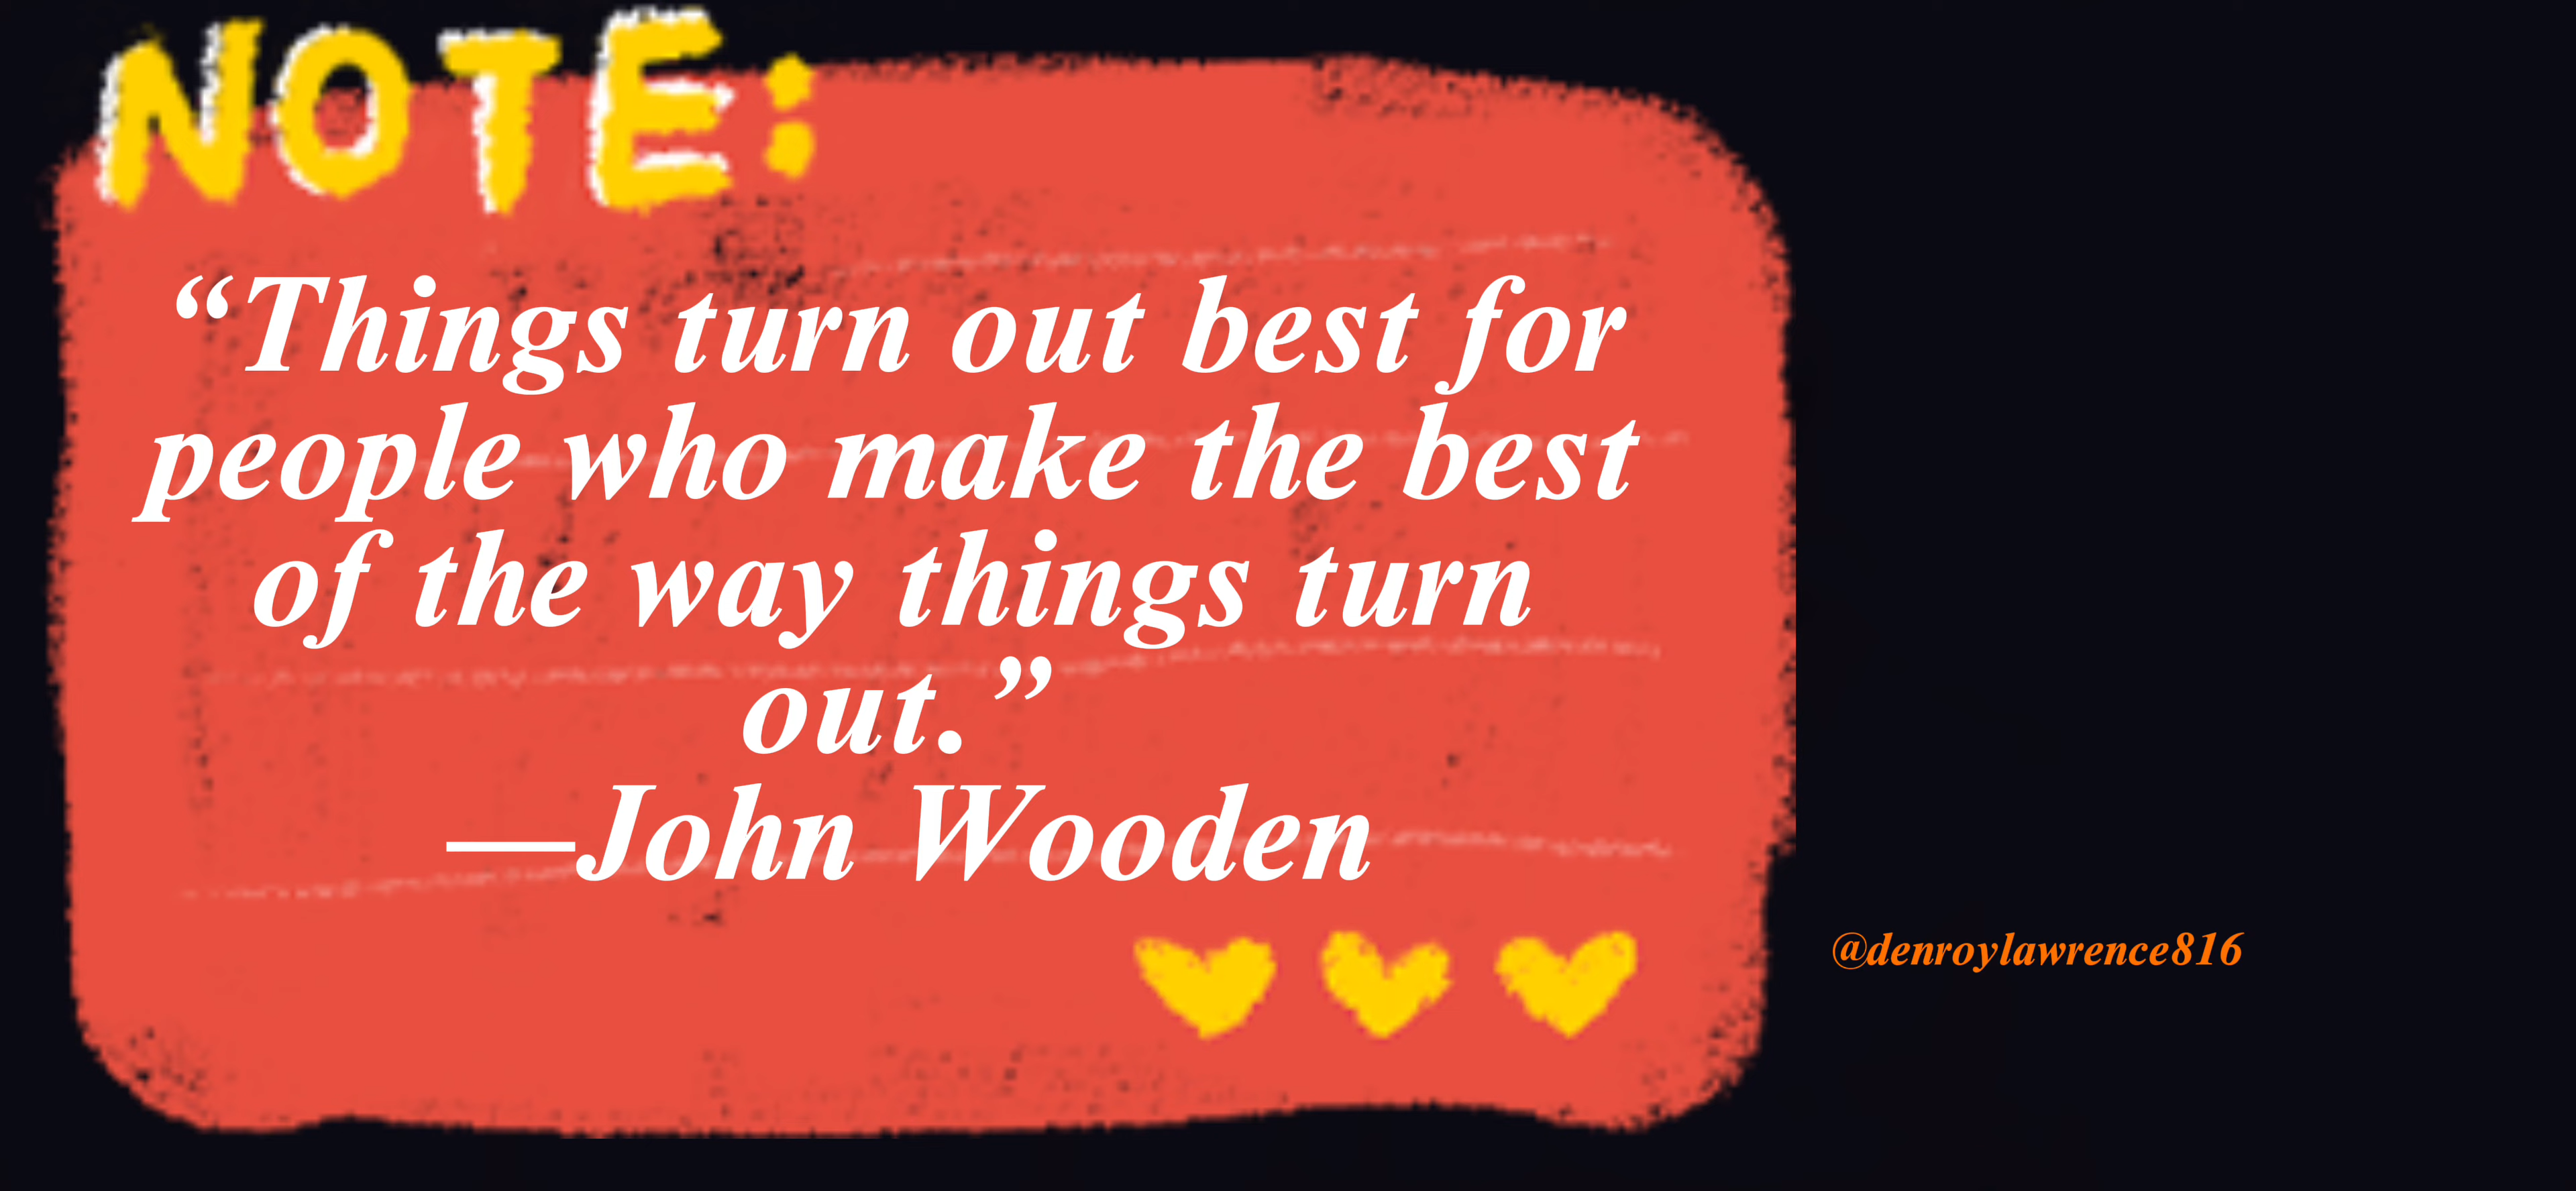 NOTE:
“Things turn out best for
people who make the best
of the way things turn
out.”
—John Wooden
@denroylawrence816